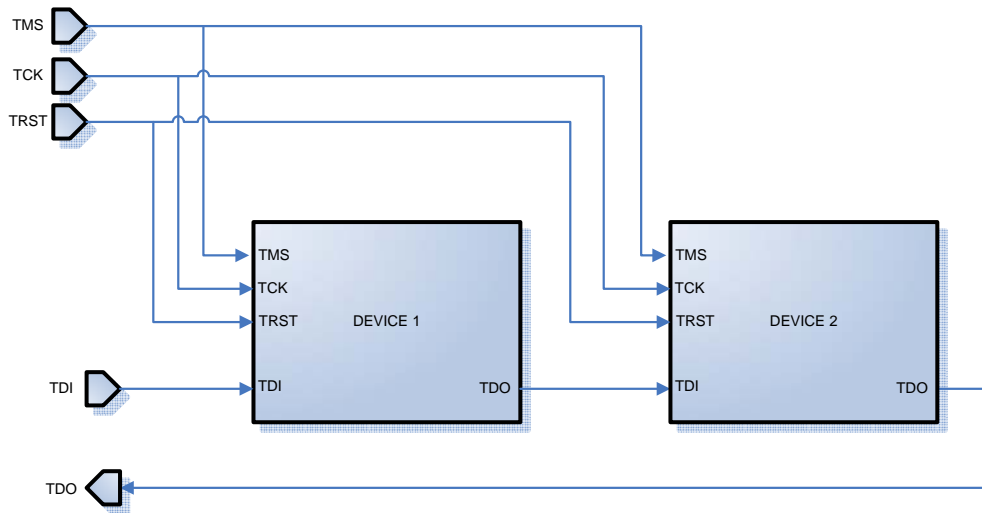 TMS
TCK
TRST
TMS
TCK
TRST
DEVICE 1
TDI
TDO
TMS
TCK
TRST
DEVICE 2
TDI
TDO
TDI
TDO